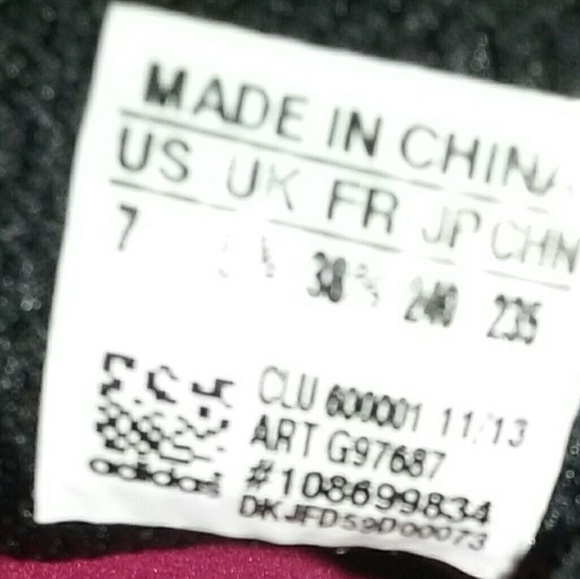 MADE IN CHINA
US UK FR JP CHN
7 38 240 235
CLU 600001 11/13
ART G97687
#108699834
DKJFD59D00073
adidas